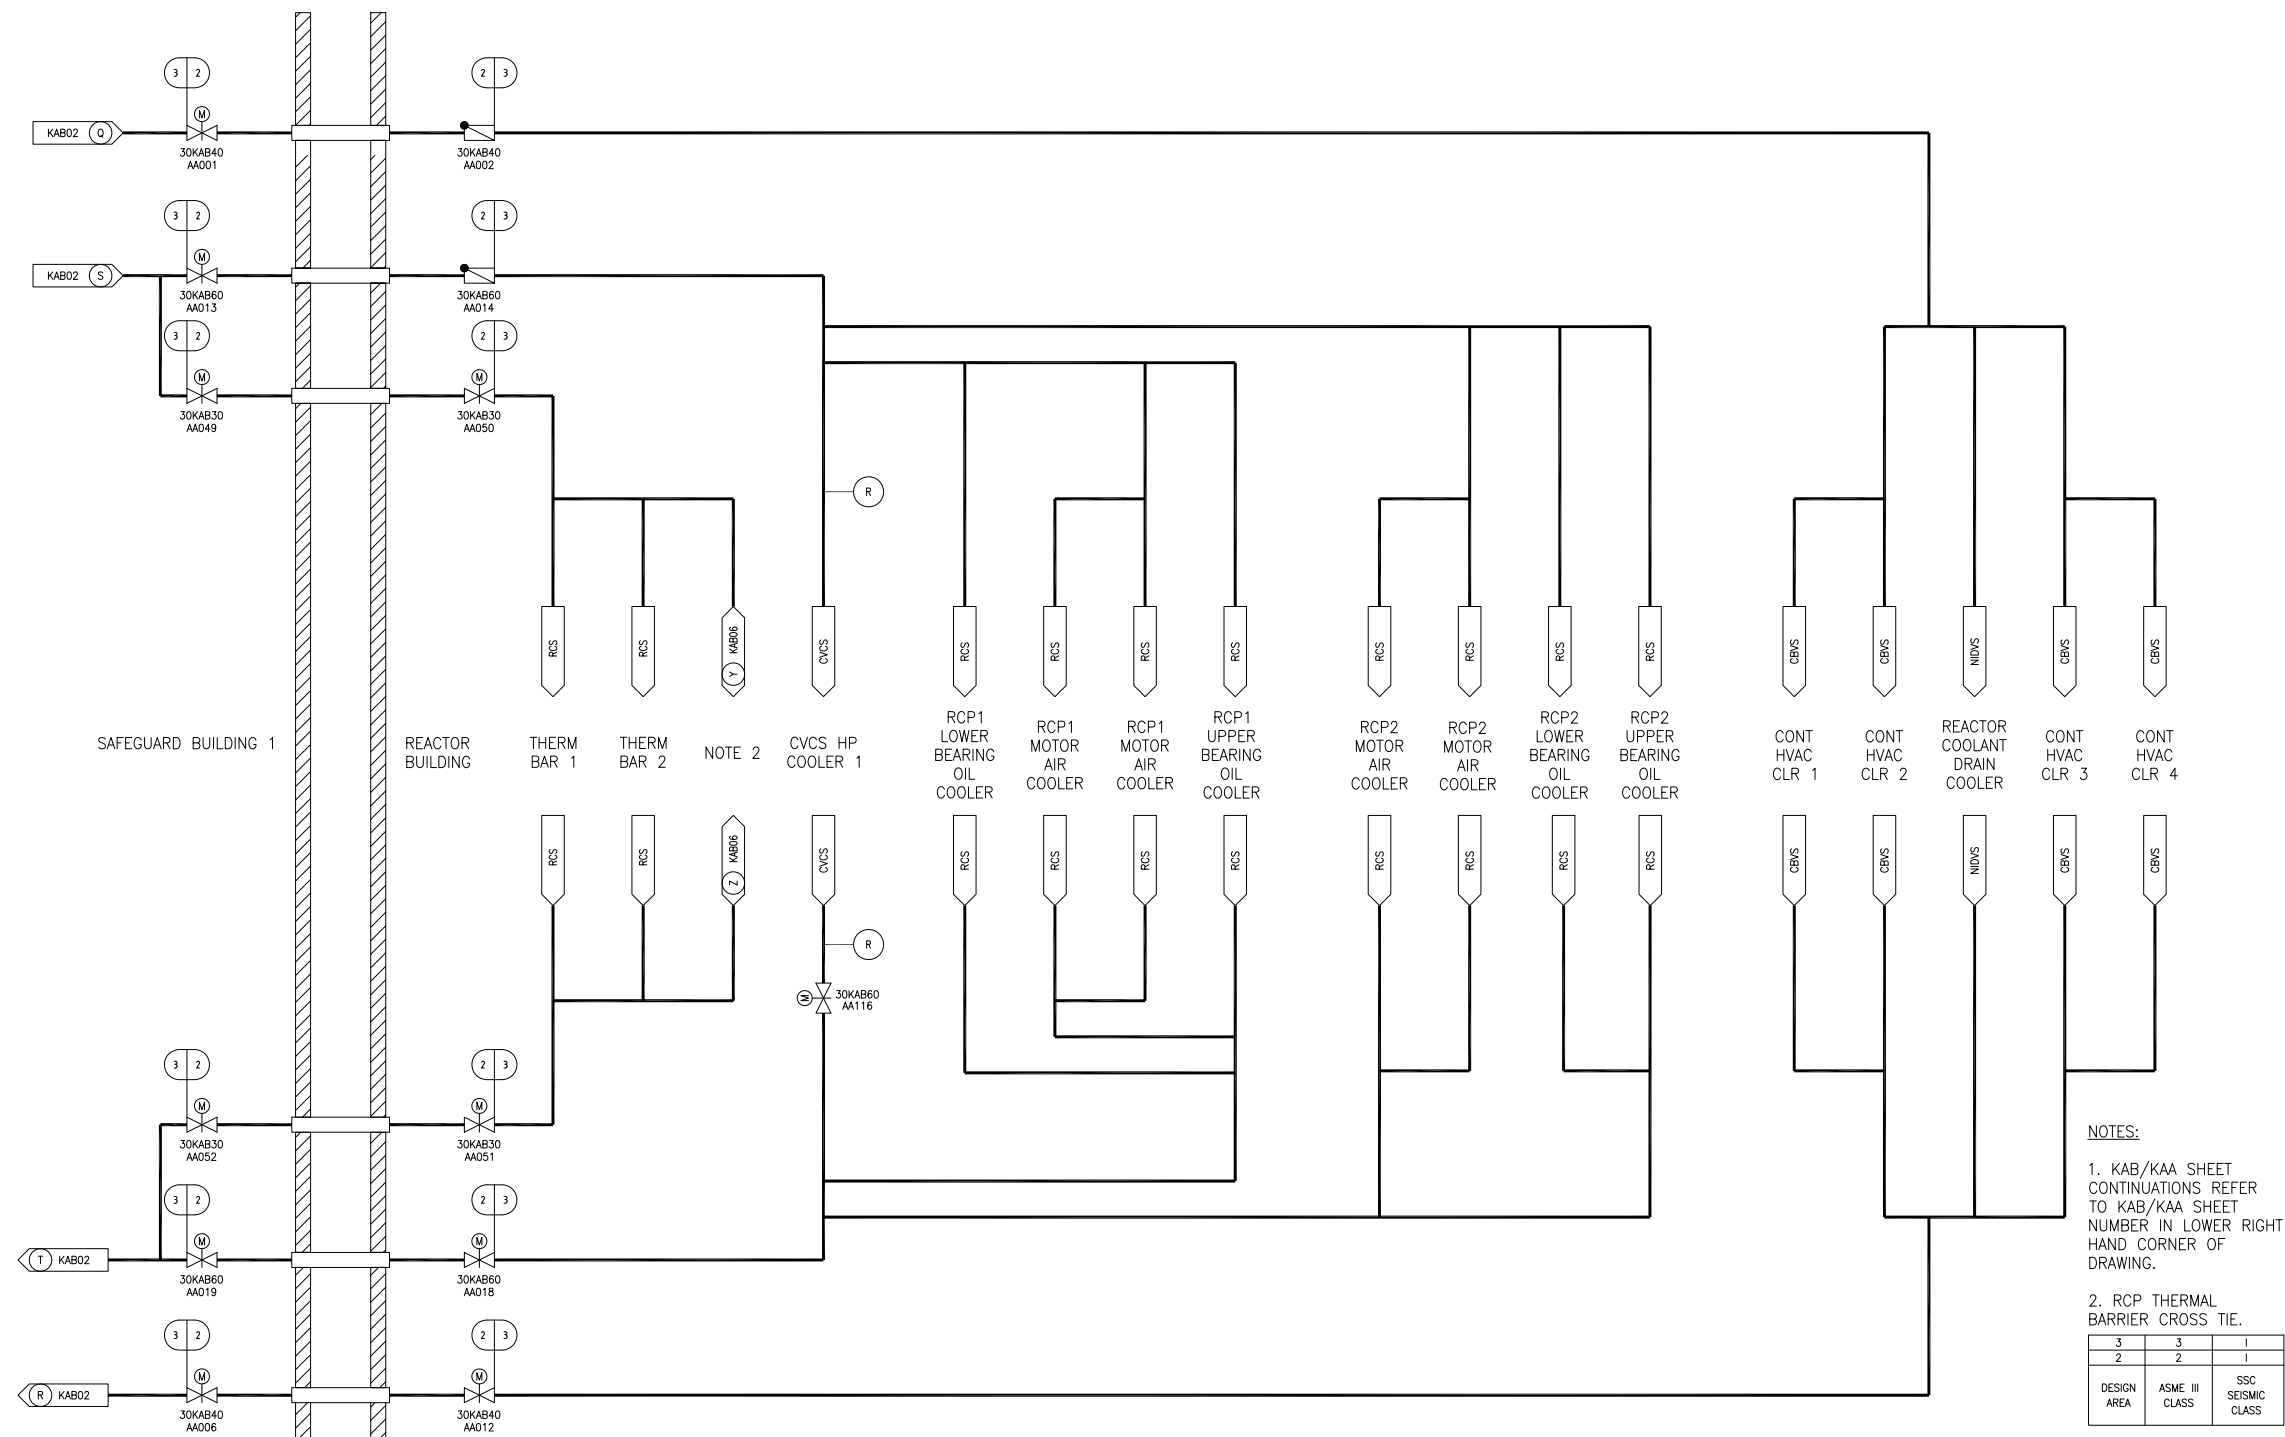 3 2
2 3
M
KAB02 Q
30KAB40
AA001
30KAB40
AA002
3 2
2 3
M
KAB02 S
30KAB60
AA013
30KAB60
AA014
3 2
2 3
M
M
30KAB30
AA049
30KAB30
AA050
R
RCS
RCS
Y KAB06
CVCS
RCS
RCS
RCS
RCS
RCS
RCS
RCS
RCS
CBVS
CBVS
NIDVS
CBVS
CBVS
SAFEGUARD BUILDING 1
REACTOR
BUILDING
THERM
BAR 1
THERM
BAR 2
NOTE 2
CVCS HP
COOLER 1
RCP1
LOWER
BEARING
OIL
COOLER
RCP1
MOTOR
AIR
COOLER
RCP1
MOTOR
AIR
COOLER
RCP1
UPPER
BEARING
OIL
COOLER
RCP2
MOTOR
AIR
COOLER
RCP2
MOTOR
AIR
COOLER
RCP2
LOWER
BEARING
OIL
COOLER
RCP2
UPPER
BEARING
OIL
COOLER
CONT
HVAC
CLR 1
CONT
HVAC
CLR 2
REACTOR
COOLANT
DRAIN
COOLER
CONT
HVAC
CLR 3
CONT
HVAC
CLR 4
RCS
RCS
Z KAB06
CVCS
RCS
RCS
RCS
RCS
RCS
RCS
RCS
RCS
CBVS
CBVS
NIDVS
CBVS
CBVS
R
M
30KAB60
AA116
3 2
2 3
M
M
30KAB30
AA052
30KAB30
AA051
3 2
2 3
M
M
T KAB02
30KAB60
AA019
30KAB60
AA018
3 2
2 3
M
M
R KAB02
30KAB40
AA006
30KAB40
AA012
NOTES:
1. KAB/KAA SHEET
CONTINUATIONS REFER
TO KAB/KAA SHEET
NUMBER IN LOWER RIGHT
HAND CORNER OF
DRAWING.
2. RCP THERMAL
BARRIER CROSS TIE.
3 3 I
2 2 I
DESIGN
AREA
ASME III
CLASS
SSC
SEISMIC
CLASS